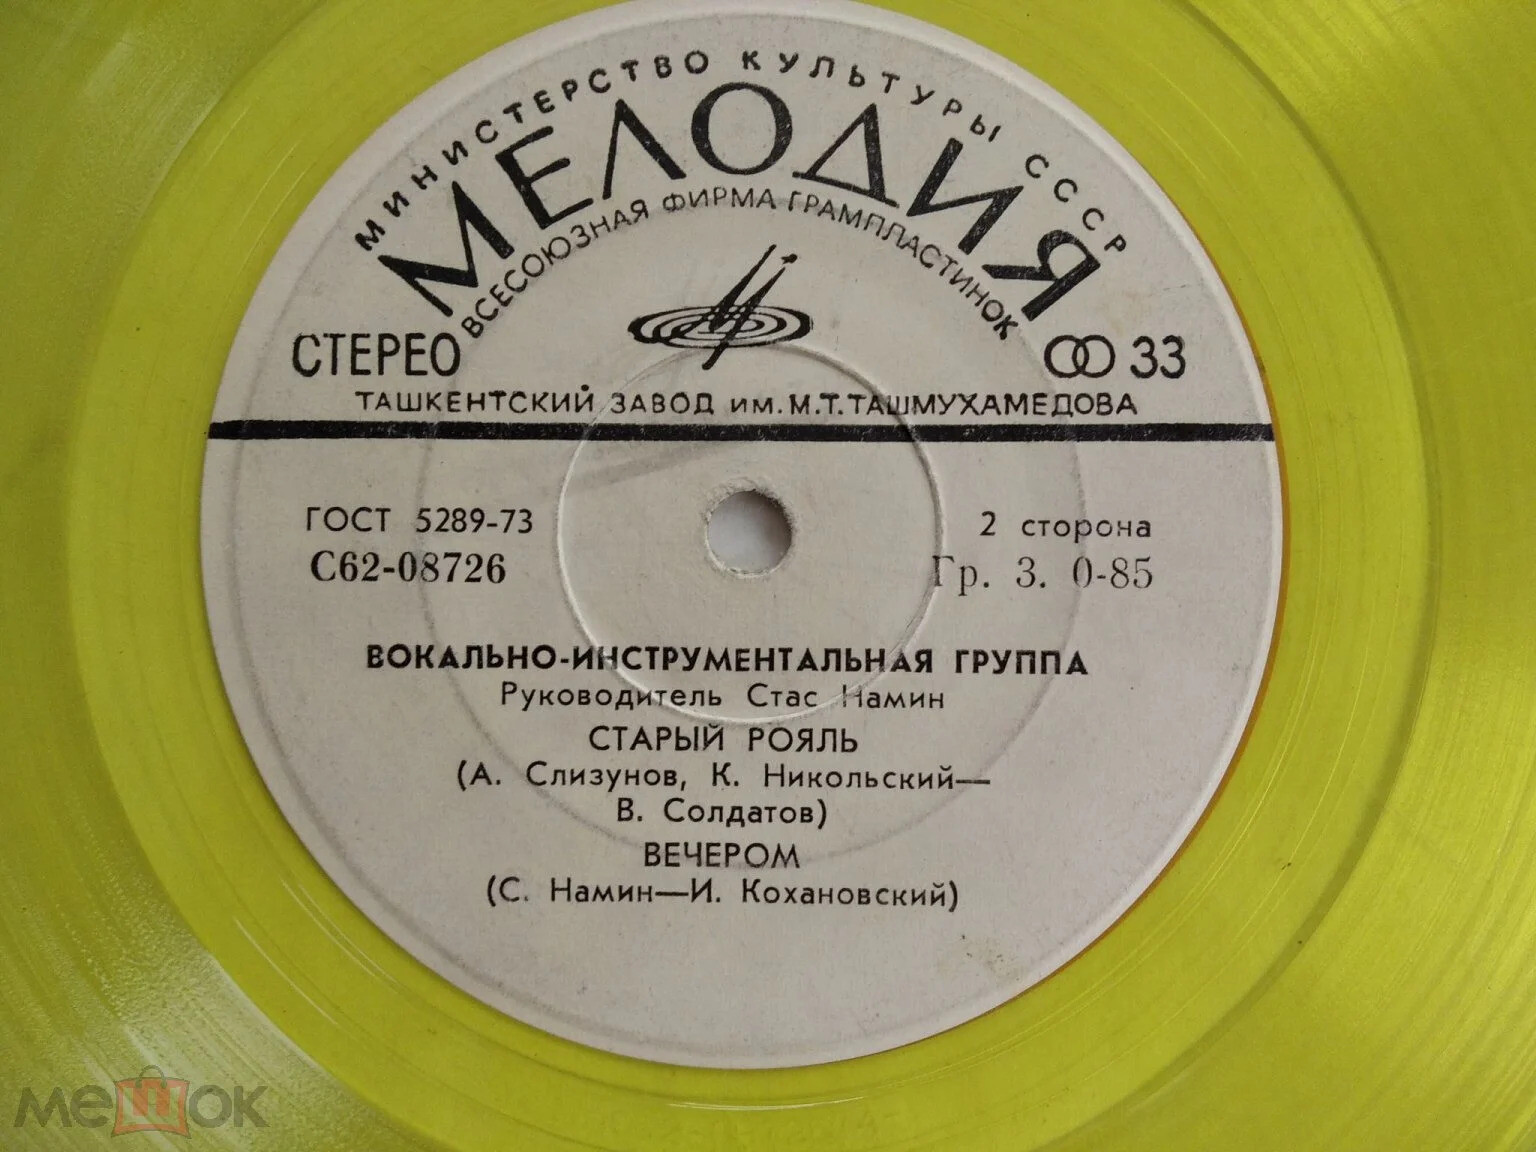 МИНИСТЕРСТВО КУЛЬТУРЫ СССР
МЕЛОДИЯ
ВСЕСОЮЗНАЯ ФИРМА ГРАМПЛАСТИНОК
СТЕРЕО 33
ТАШКЕНТСКИЙ ЗАВОД ИМ. М.Т.ТАШМУХАМЕДОВА
ГОСТ 5289-73 2 сторона
С62-08726 Гр. 3. 0-85
ВОКАЛЬНО-ИНСТРУМЕНТАЛЬНАЯ ГРУППА
Руководитель Стас Намин
СТАРЫЙ РОЯЛЬ
(А. Слизунов, К. Никольский—
В. Солдатов)
ВЕЧЕРОМ
(С. Намин—И. Кохановский)
мешок